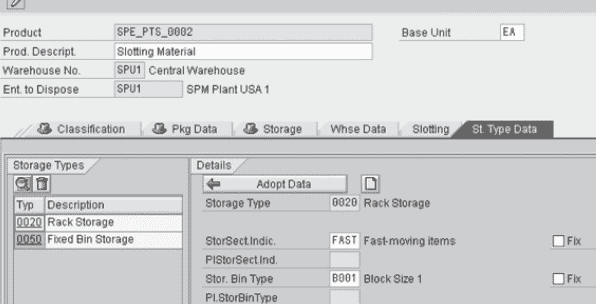 Product SPE_PTS_0002 Base Unit EA
Prod. Descript. Slotting Material
Warehouse No. SPU1 Central Warehouse
Ent. to Dispose SPU1 SPM Plant USA 1
Classification Pkg Data Storage Whse Data Slotting St. Type Data
Storage Types
Typ Description
0020 Rack Storage
0050 Fixed Bin Storage
Details
Adopt Data
Storage Type 0020 Rack Storage
StorSect.Indic. FAST Fast-moving items Fix
PlStorSect.Ind.
Stor. Bin Type B001 Block Size 1 Fix
Pl.StorBinType